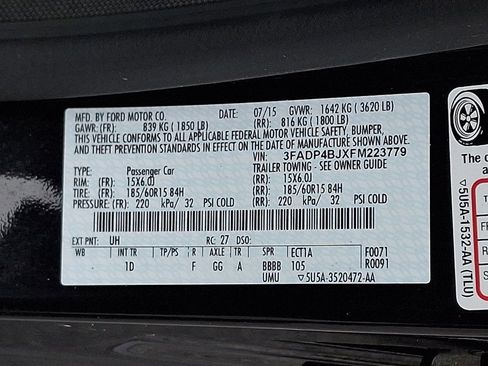 MFD. BY FORD MOTOR CO. DATE: 07/15 GVWR: 1642 KG ( 3620 LB)
GAWR: (FR): 839 KG ( 1850 LB) (RR): 816 KG ( 1800 LB)
THIS VEHICLE CONFORMS TO ALL APPLICABLE FEDERAL MOTOR VEHICLE SAFETY, BUMPER,
AND THEFT PREVENTION STANDARDS IN EFFECT ON THE DATE OF MANUFACTURE SHOWN ABOVE.
VIN: 3FADP4BJXFM223779
TYPE: Passenger Car TRAILER TOWING - SEE OWNER GUIDE
RIM: (FR): 15X6.0J (RR): 15X6.0J
TIRE: (FR): 185/60R15 84H (RR): 185/60R15 84H
PRESSURE: (FR): 220 kPa/ 32 PSI COLD (RR): 220 kPa/ 32 PSI COLD
EXT PNT: UH RC: 27 DSO: F0071
WB INT TR TP/PS R AXLE TR SPR ECT1A R0091
1D F GG A BBBB 105
UMU ▽5U5A-3520472-AA
The c
a
▽5U5A-1532-AA (TLU)